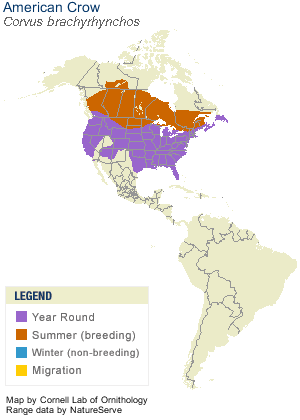 American Crow
Corvus brachyrhynchos
LEGEND
Year Round
Summer (breeding)
Winter (non-breeding)
Migration
Map by Cornell Lab of Ornithology
Range data by NatureServe